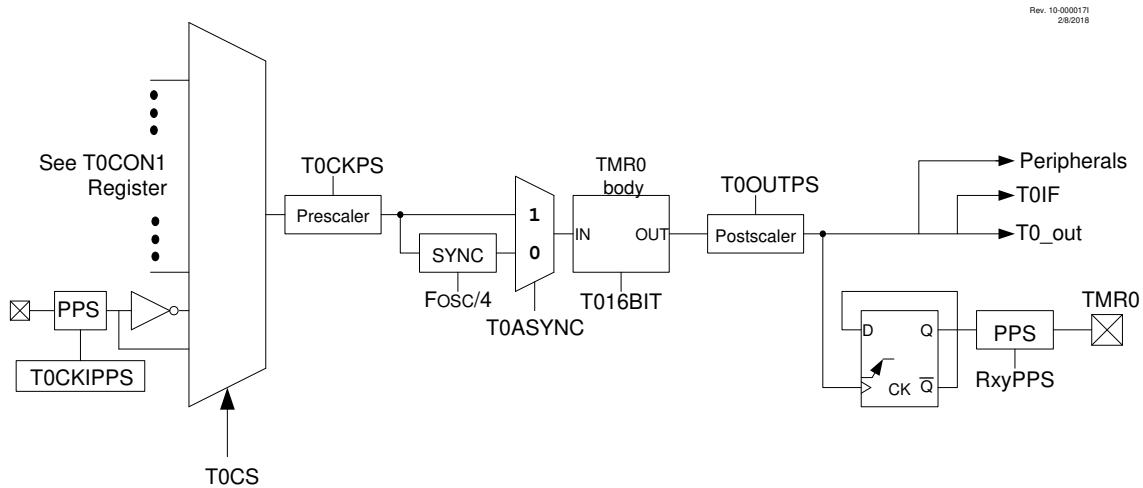 Rev. 10-000017I
2/8/2018
See T0CON1
Register
PPS
T0CKIPPS
T0CS
T0CKPS
Prescaler
SYNC
FOSC/4
1
0
T0ASYNC
TMR0
body
IN
OUT
T016BIT
T0OUTPS
Postscaler
Peripherals
T0IF
T0_out
D
Q
CK
Q̅
PPS
RxyPPS
TMR0